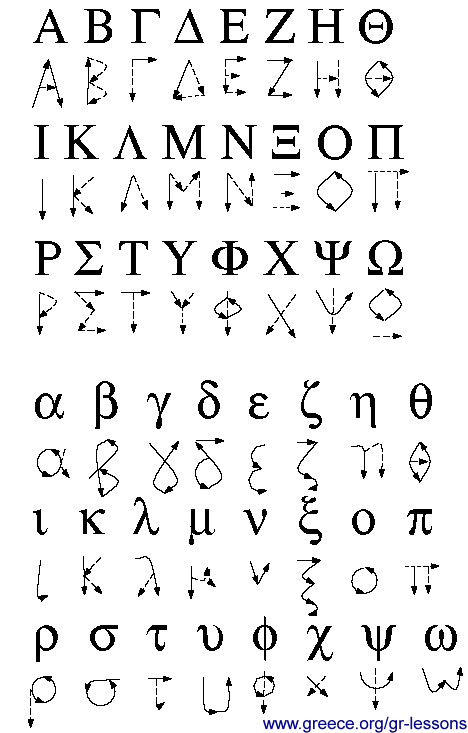 Α Β Γ Δ Ε Ζ Η Θ
Ι Κ Λ Μ Ν Ξ Ο Π
Ρ Σ Τ Υ Φ Χ Ψ Ω
α β γ δ ε ζ η θ
ι κ λ μ ν ξ ο π
ρ σ τ υ φ χ ψ ω
www.greece.org/gr-lessons